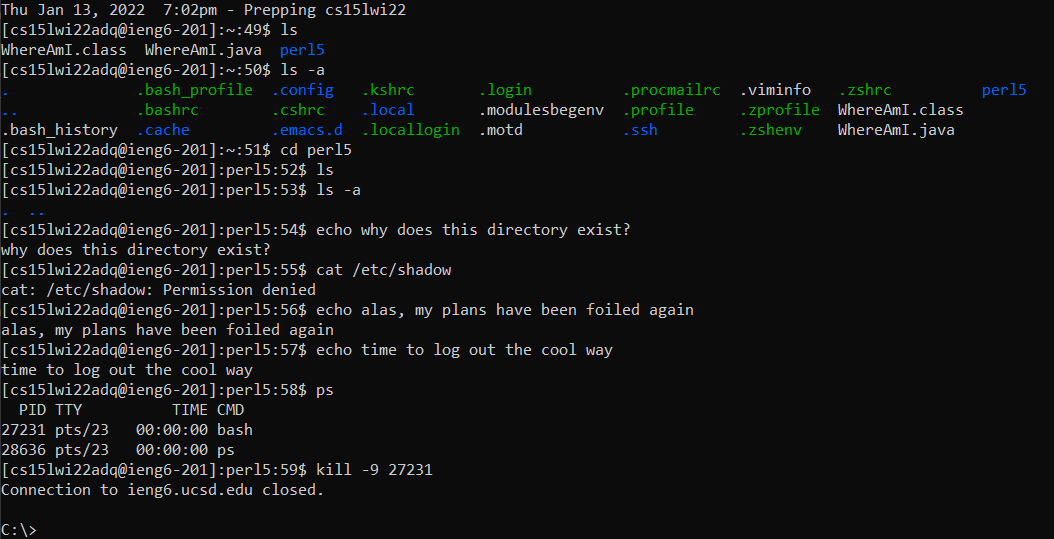 Thu Jan 13, 2022  7:02pm - Prepping cs15lwi22
[cs15lwi22adq@ieng6-201]:~:49$ ls
WhereAmI.class  WhereAmI.java  perl5
[cs15lwi22adq@ieng6-201]:~:50$ ls -a
.              .bash_profile  .config    .kshrc       .login           .procmailrc  .viminfo   .zshrc          perl5
..             .bashrc        .cshrc     .local       .modulesbegenv   .profile     .zprofile  WhereAmI.class
.bash_history  .cache         .emacs.d   .locallogin  .motd            .ssh         .zshenv    WhereAmI.java
[cs15lwi22adq@ieng6-201]:~:51$ cd perl5
[cs15lwi22adq@ieng6-201]:perl5:52$ ls
[cs15lwi22adq@ieng6-201]:perl5:53$ ls -a
.  ..
[cs15lwi22adq@ieng6-201]:perl5:54$ echo why does this directory exist?
why does this directory exist?
[cs15lwi22adq@ieng6-201]:perl5:55$ cat /etc/shadow
cat: /etc/shadow: Permission denied
[cs15lwi22adq@ieng6-201]:perl5:56$ echo alas, my plans have been foiled again
alas, my plans have been foiled again
[cs15lwi22adq@ieng6-201]:perl5:57$ echo time to log out the cool way
time to log out the cool way
[cs15lwi22adq@ieng6-201]:perl5:58$ ps
  PID TTY          TIME CMD
27231 pts/23   00:00:00 bash
28636 pts/23   00:00:00 ps
[cs15lwi22adq@ieng6-201]:perl5:59$ kill -9 27231
Connection to ieng6.ucsd.edu closed.
C:\>